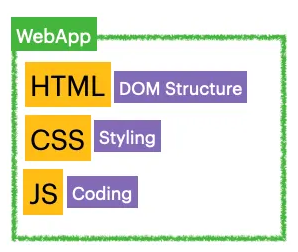 WebApp
HTML DOM Structure
CSS Styling
JS Coding